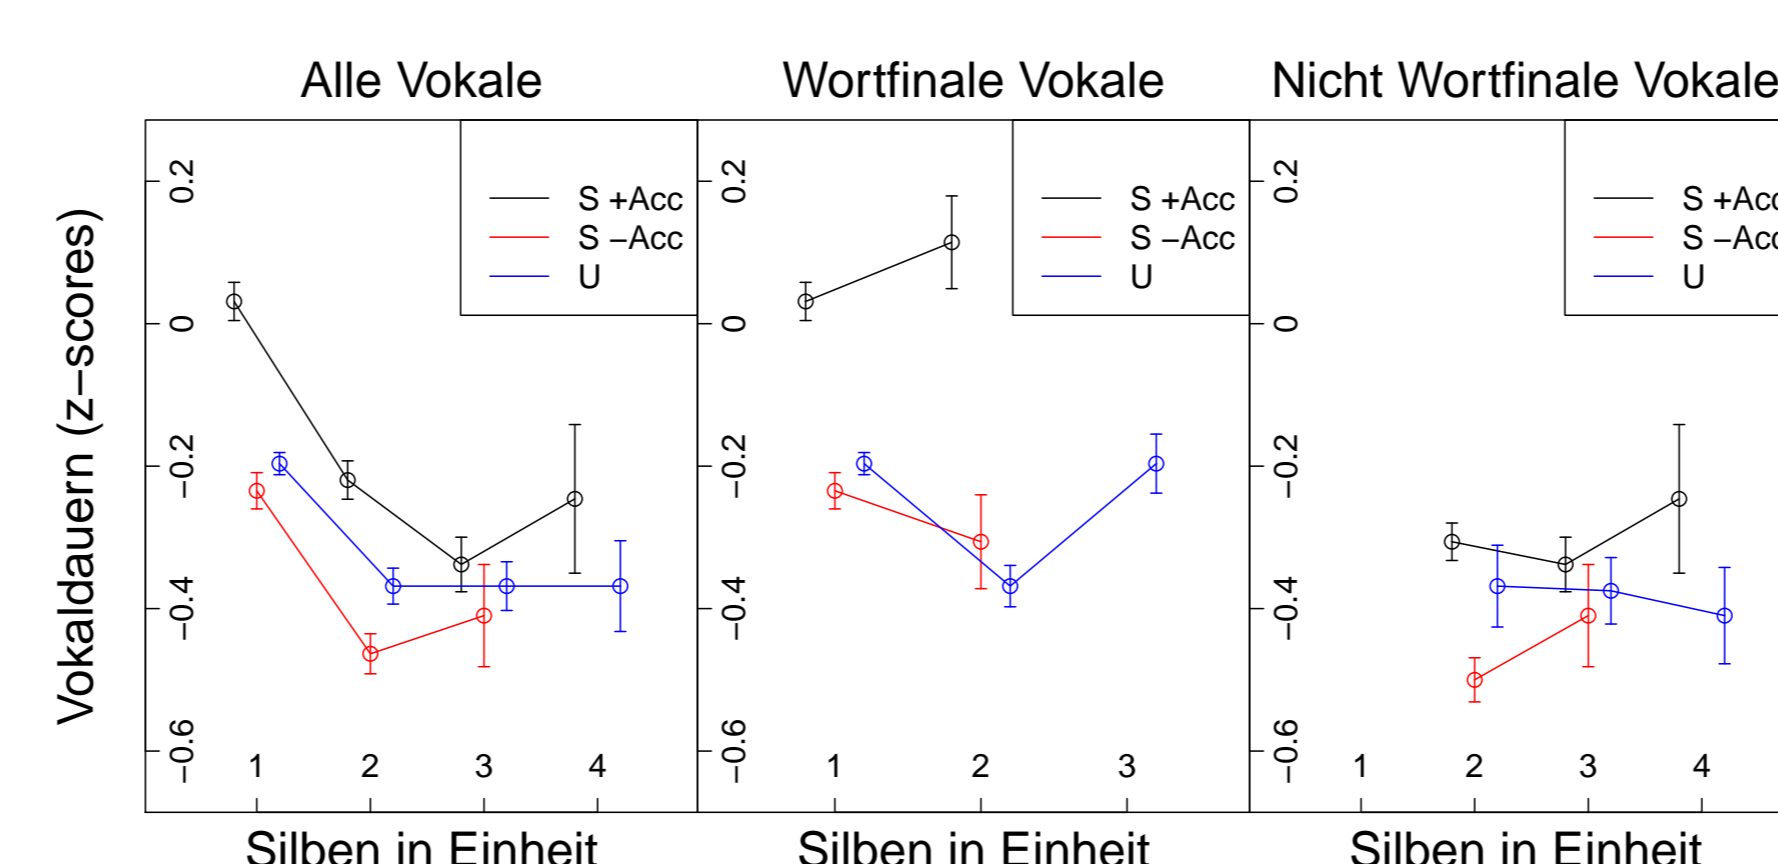 Alle Vokale
Wortfinale Vokale
Nicht Wortfinale Vokale
Vokaldauern (z−scores)
0.2
0
−0.2
−0.4
−0.6
S +Acc
S −Acc
U
1 2 3 4
Silben in Einheit
0.2
0
−0.2
−0.4
−0.6
S +Acc
S −Acc
U
1 2 3
Silben in Einheit
0.2
0
−0.2
−0.4
−0.6
S +Acc
S −Acc
U
1 2 3 4
Silben in Einheit